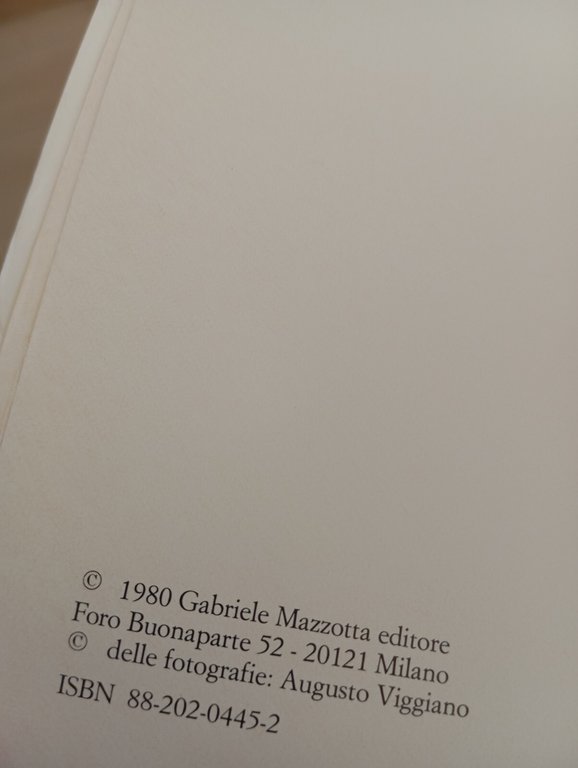 © 1980 Gabriele Mazzotta editore
Foro Buonaparte 52 - 20121 Milano
© delle fotografie: Augusto Viggiano
ISBN 88-202-0445-2